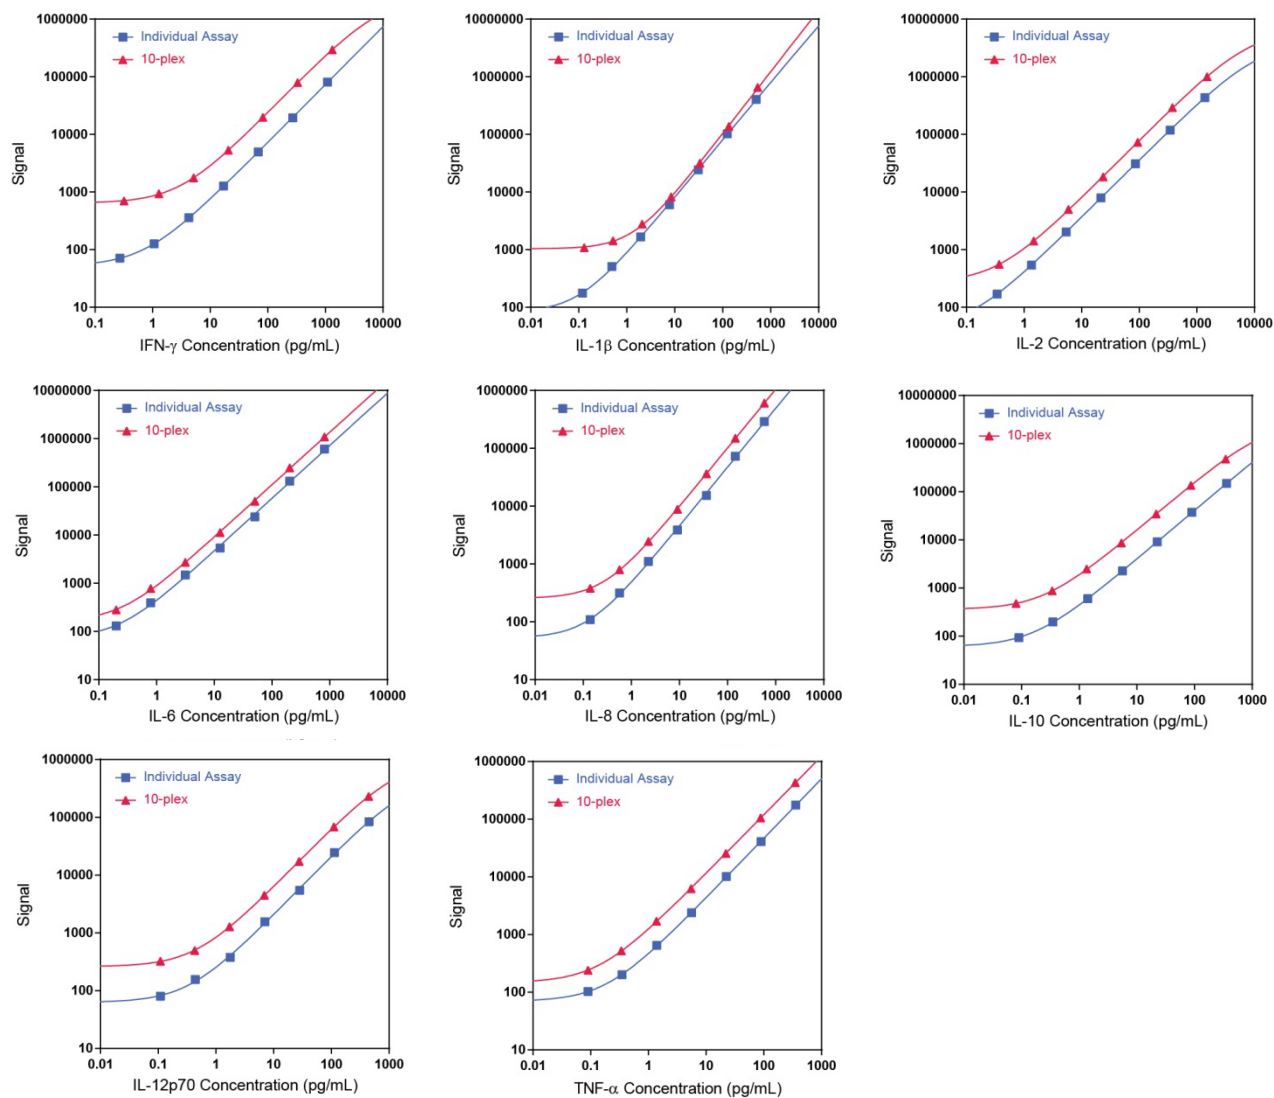 1000000
100000
10000
1000
100
10
Signal
Individual Assay
10-plex
0.1 1 10 100 1000 10000
IFN-γ Concentration (pg/mL)
10000000
1000000
100000
10000
1000
100
Signal
Individual Assay
10-plex
0.01 0.1 1 10 100 1000 10000
IL-1β Concentration (pg/mL)
10000000
1000000
100000
10000
1000
100
Signal
Individual Assay
10-plex
0.1 1 10 100 1000 10000
IL-2 Concentration (pg/mL)
10000000
1000000
100000
10000
1000
100
10
Signal
Individual Assay
10-plex
0.1 1 10 100 1000 10000
IL-6 Concentration (pg/mL)
1000000
100000
10000
1000
100
10
Signal
Individual Assay
10-plex
0.01 0.1 1 10 100 1000 10000
IL-8 Concentration (pg/mL)
10000000
1000000
100000
10000
1000
100
10
Signal
Individual Assay
10-plex
0.01 0.1 1 10 100 1000
IL-10 Concentration (pg/mL)
1000000
100000
10000
1000
100
10
Signal
Individual Assay
10-plex
0.01 0.1 1 10 100 1000
IL-12p70 Concentration (pg/mL)
1000000
100000
10000
1000
100
10
Signal
Individual Assay
10-plex
0.01 0.1 1 10 100 1000
TNF-α Concentration (pg/mL)